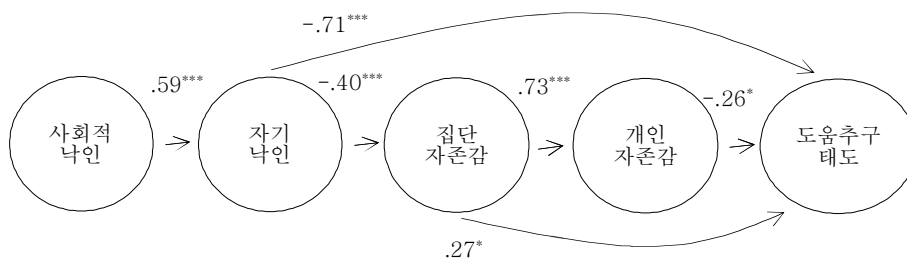 -.71***
.59***
-.40***
.73***
-.26*
사회적
낙인
자기
낙인
집단
자존감
개인
자존감
도움추구
태도
.27*